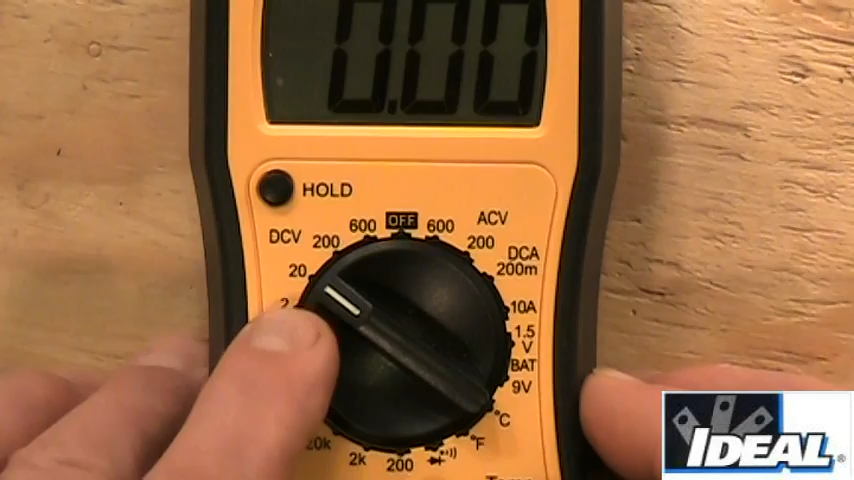 0.00
HOLD
600 OFF 600 ACV
DCV 200 200 DCA
20 200m
2 10A
1.5
V
BAT
9V
°C
°F
20k 2k 200
IDEAL®